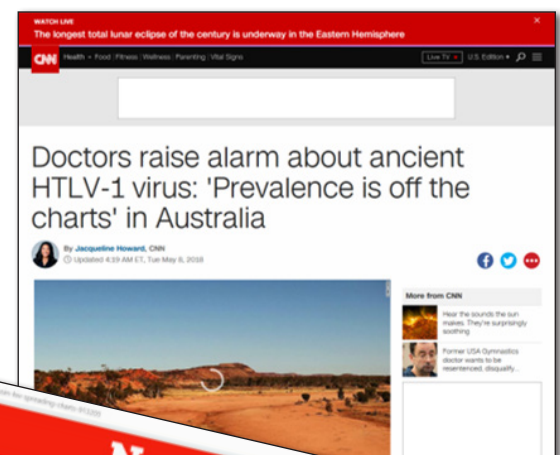 WATCH LIVE
The longest total lunar eclipse of the century is underway in the Eastern Hemisphere
×
CNN Health • Food | Fitness | Wellness | Parenting | Vital Signs
Live TV • U.S. Edition
Doctors raise alarm about ancient
HTLV-1 virus: 'Prevalence is off the
charts' in Australia
By Jacqueline Howard, CNN
Updated 4:19 AM ET, Tue May 8, 2018
More from CNN
Hear the sounds the sun
makes. They're surprisingly
soothing
Former USA Gymnastics
doctor wants to be
resentenced, disqualify...
N